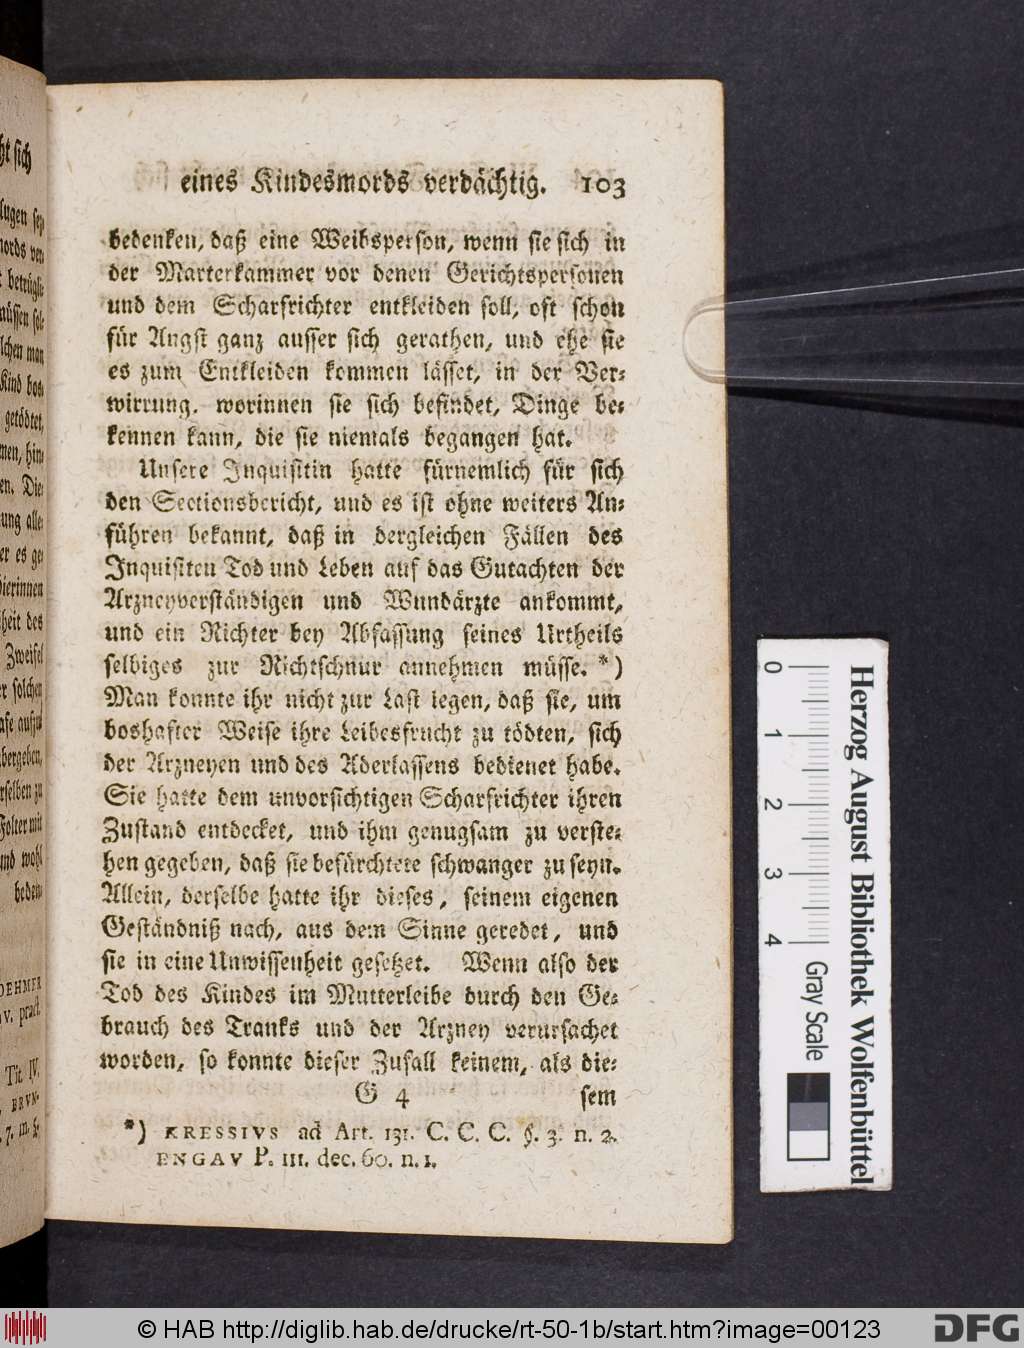 eines Kindesmords verdächtig. 103
bedenken, daß eine Weibsperson, wenn sie sich in
der Marterkammer vor denen Gerichtspersonen
und dem Scharfrichter entkleiden soll, oft schon
für Angst ganz ausser sich gerathen, und ehe sie
es zum Entkleiden kommen lässet, in der Ver-
wirrung, worinnen sie sich befindet, Dinge be-
kennen kann, die sie niemals begangen hat.
Unsere Inquisitin hatte fürnemlich für sich
den Sectionsbericht, und es ist ohne weiters An-
führen bekannt, daß in dergleichen Fällen des
Inquisiten Tod und Leben auf das Gutachten der
Arzneyverständigen und Wundärzte ankommt,
und ein Richter bey Abfassung seines Urtheils
selbiges zur Richtschnur annehmen müsse. *)
Man konnte ihr nicht zur Last legen, daß sie, um
boshafter Weise ihre Leibesfrucht zu tödten, sich
der Arzneyen und des Aderlassens bedienet habe.
Sie hatte dem unvorsichtigen Scharfrichter ihren
Zustand entdecket, und ihm genugsam zu verste-
hen gegeben, daß sie befürchtete schwanger zu seyn.
Allein, derselbe hatte ihr dieses, seinem eigenen
Geständniß nach, aus dem Sinne geredet, und
sie in eine Unwissenheit gesetzet. Wenn also der
Tod des Kindes im Mutterleibe durch den Ge-
brauch des Tranks und der Arzney verursachet
worden, so konnte dieser Zufall keinem, als die-
G 4 sem
*) KRESSIVS ad Art. 131. C. C. C. §. 3. n. 2.
ENGAV P. III. dec. 60. n. 1.
0 1 2 3 4
Gray Scale
Herzog August Bibliothek Wolfenbüttel
© HAB http://diglib.hab.de/drucke/rt-50-1b/start.htm?image=00123
DFG